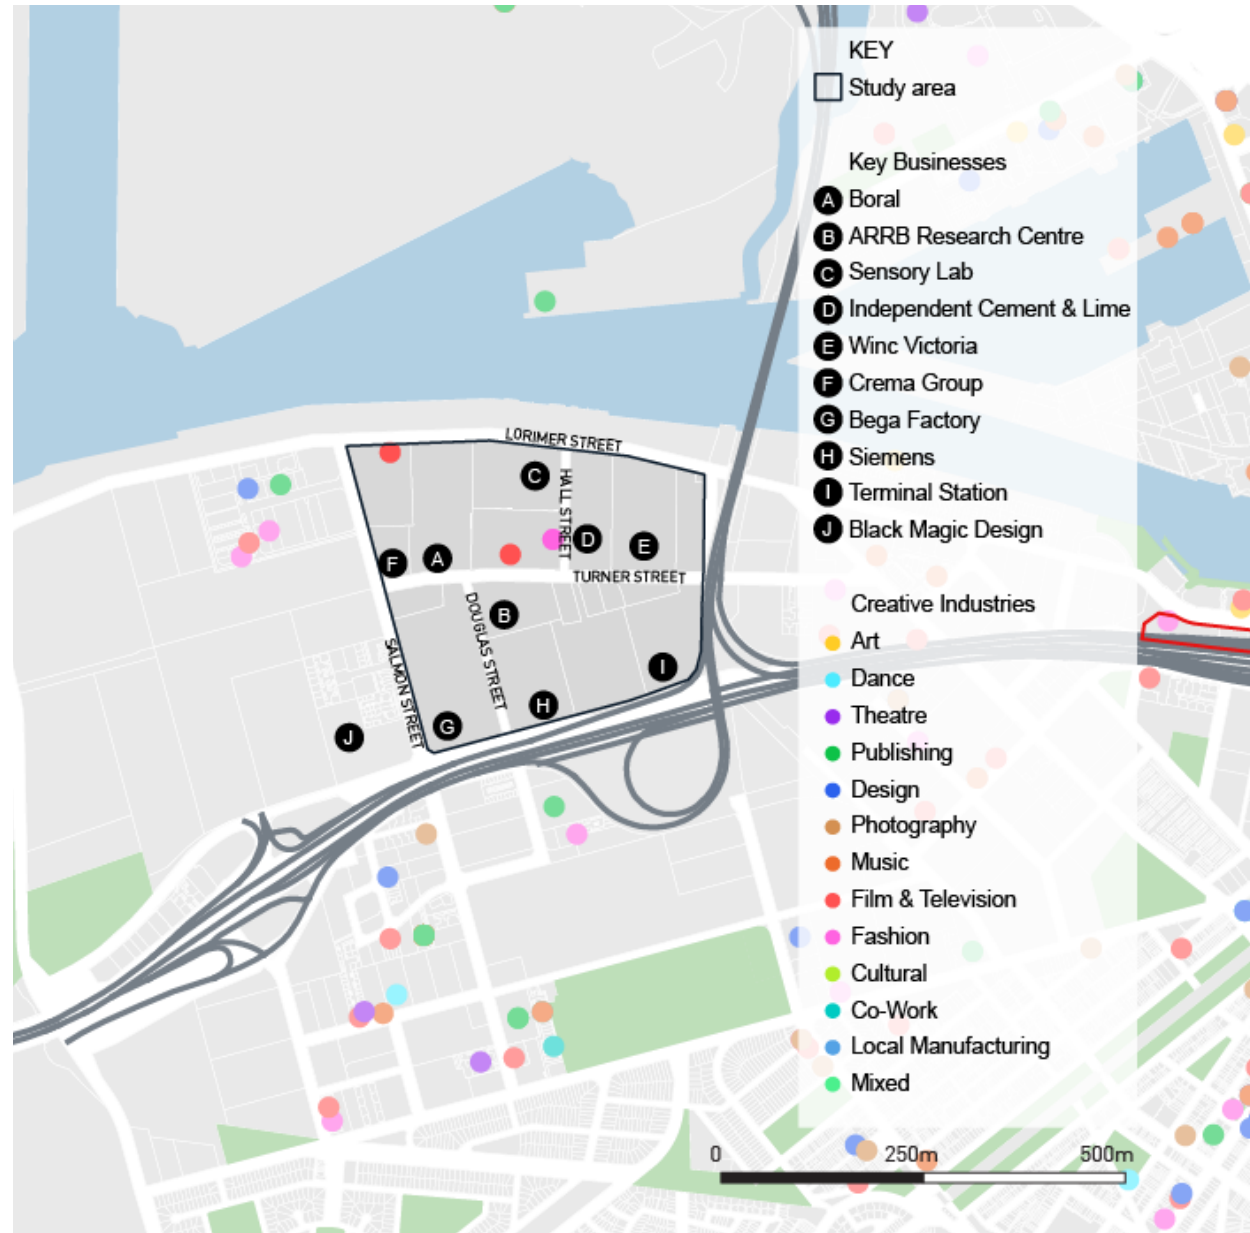 KEY
Study area
Key Businesses
A Boral
B ARRB Research Centre
C Sensory Lab
D Independent Cement & Lime
E Winc Victoria
F Crema Group
G Bega Factory
H Siemens
I Terminal Station
J Black Magic Design
Creative Industries
Art
Dance
Theatre
Publishing
Design
Photography
Music
Film & Television
Fashion
Cultural
Co-Work
Local Manufacturing
Mixed
LORIMER STREET
C
HALL STREET
D
E
F
A
TURNER STREET
DOUGLAS STREET
B
SALMON STREET
I
H
G
J
0 250m 500m